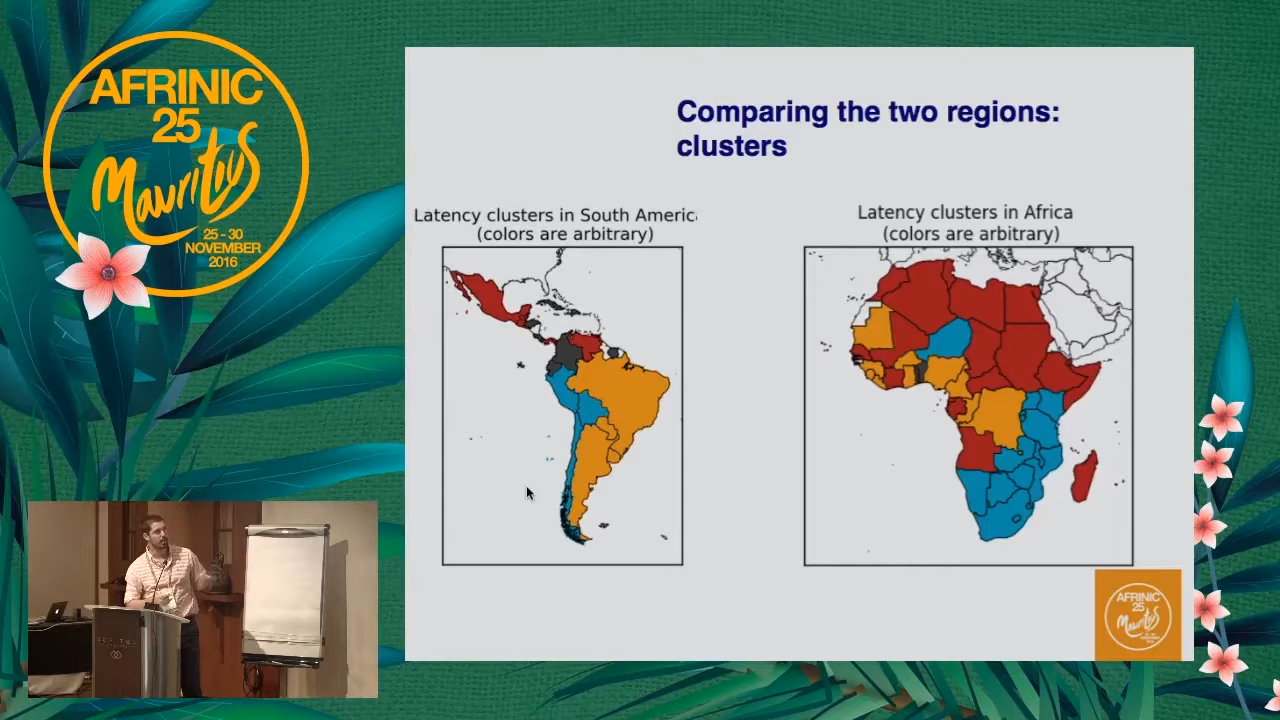 AFRINIC
25
Mauritius
25 - 30
NOVEMBER
2016
Comparing the two regions:
clusters
Latency clusters in South America
(colors are arbitrary)
Latency clusters in Africa
(colors are arbitrary)
AFRINIC
25
Mauritius